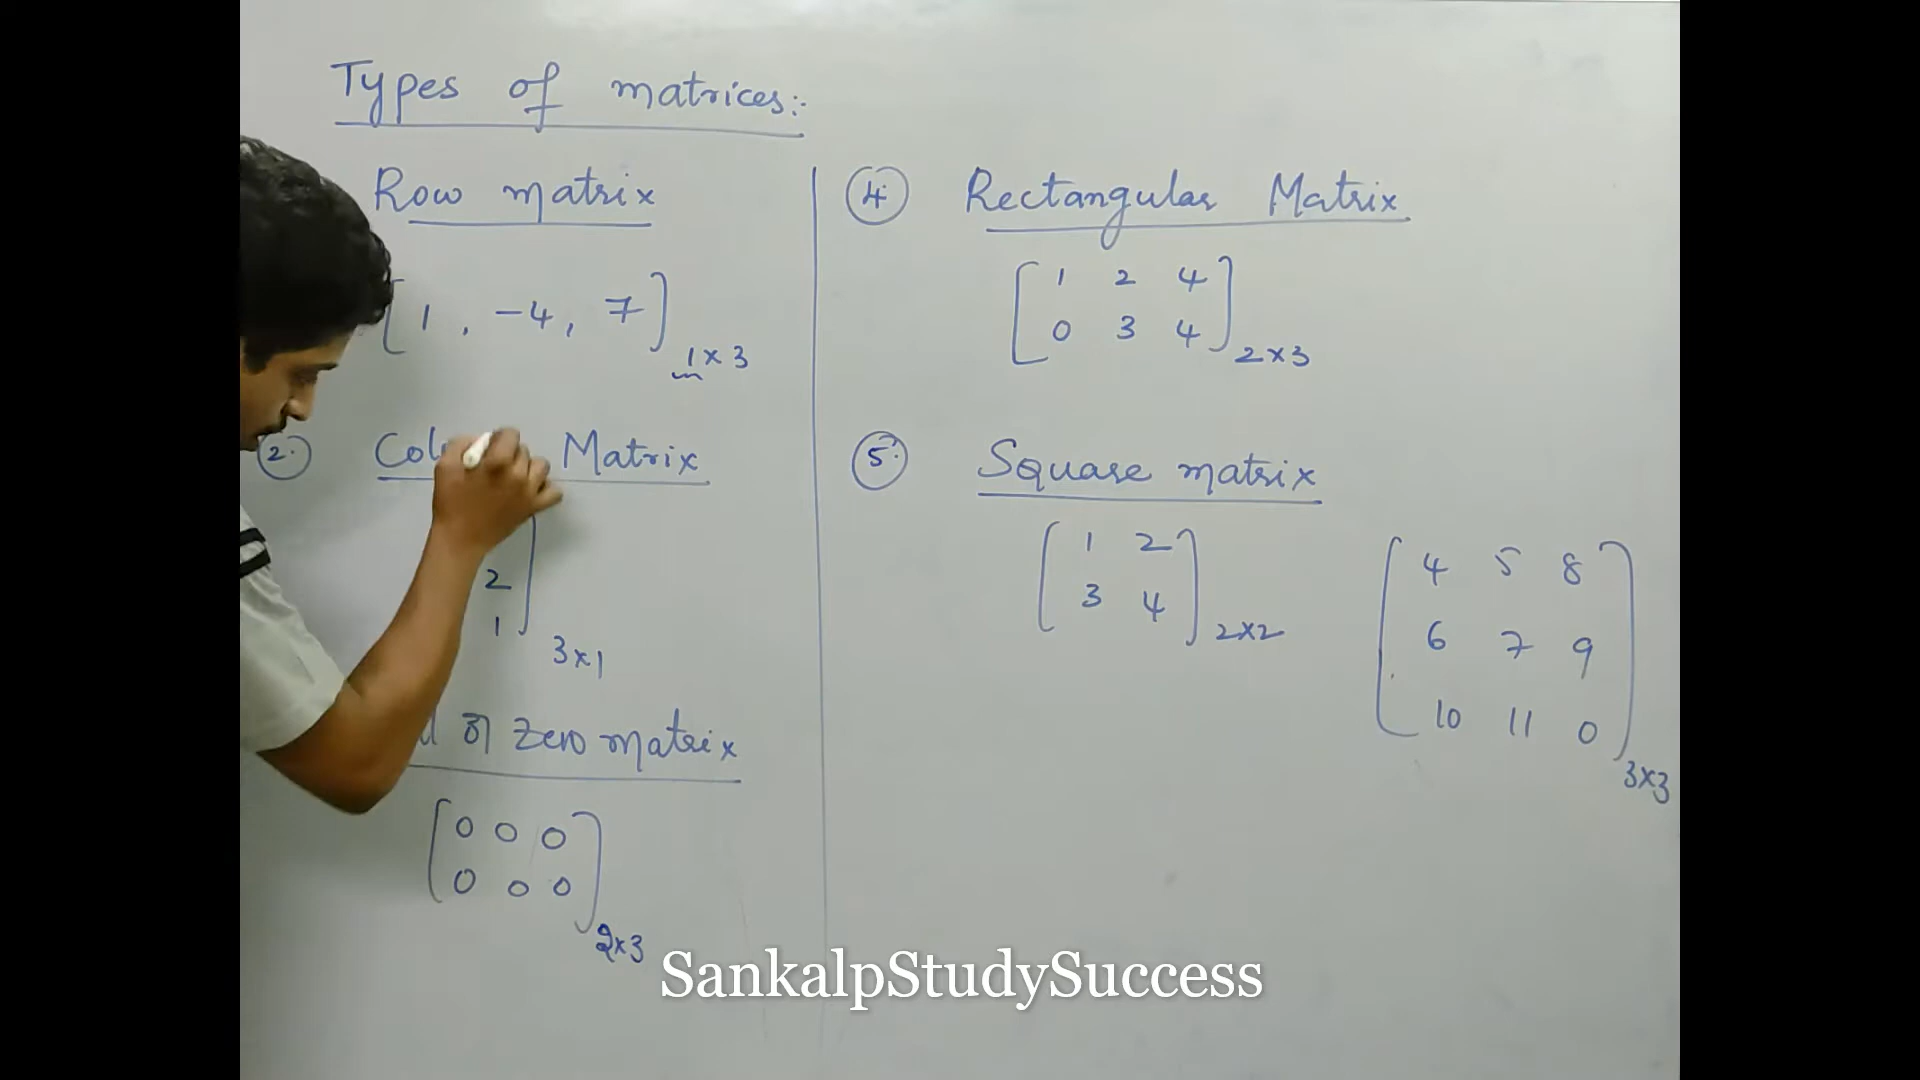 Types of matrices:-
Row matrix
[1, -4, 7] 1×3
2. Matrix
2
1
3×1
Zero matrix
[0 0 0
0 0 0] 2×3
4. Rectangular Matrix
[1 2 4
0 3 4] 2×3
5. Square matrix
[1 2
3 4] 2×2
[4 5 8
6 7 9
10 11 0] 3×3
SankalpStudySuccess